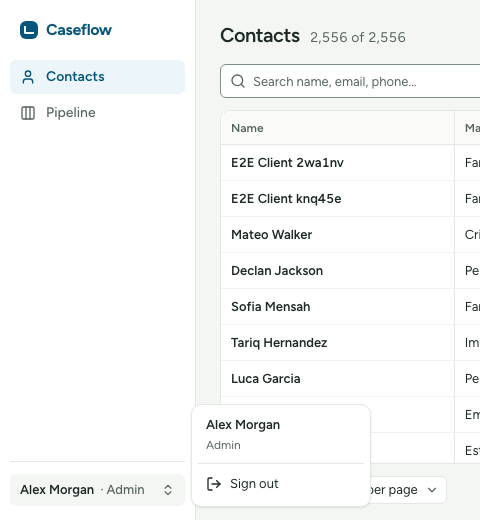 Caseflow
Contacts
Pipeline
Alex Morgan · Admin
Contacts 2,556 of 2,556
Search name, email, phone...
Name
E2E Client 2wa1nv
E2E Client knq45e
Mateo Walker
Declan Jackson
Sofia Mensah
Tariq Hernandez
Luca Garcia
Alex Morgan
Admin
Sign out
per page